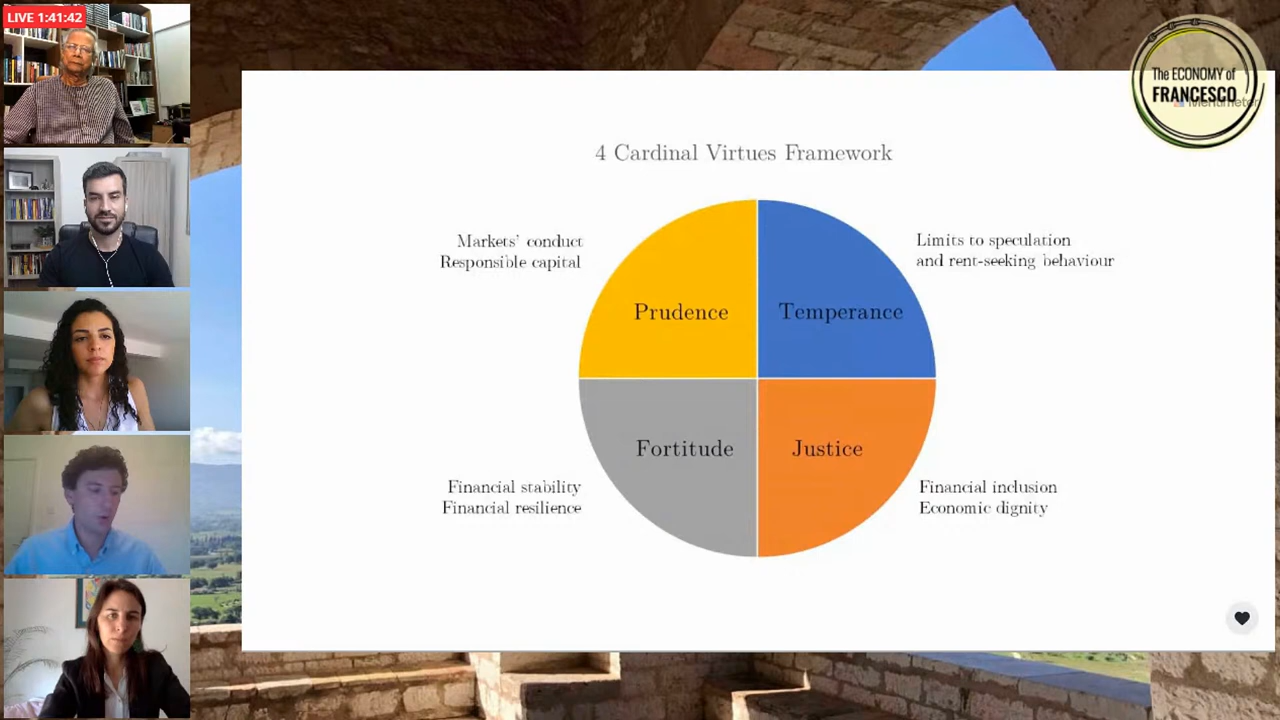 LIVE 1:41:42
The ECONOMY of
FRANCESCO
Mentimeter
4 Cardinal Virtues Framework
Markets' conduct
Responsible capital
Limits to speculation
and rent-seeking behaviour
Prudence
Temperance
Fortitude
Justice
Financial stability
Financial resilience
Financial inclusion
Economic dignity